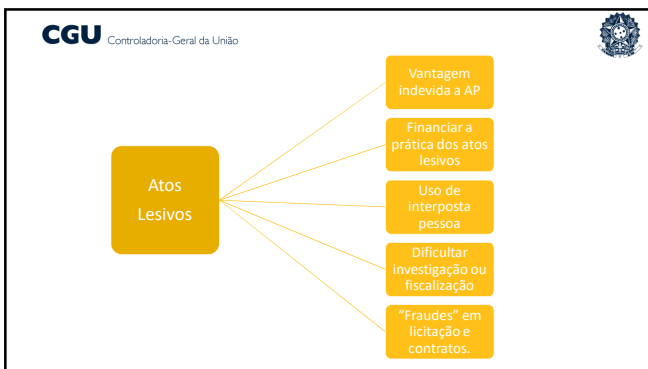 CGU Controladoria-Geral da União
Vantagem
indevida a AP
Financiar a
prática dos atos
lesivos
Atos
Lesivos
Uso de
interposta
pessoa
Dificultar
investigação ou
fiscalização
“Fraudes” em
licitação e
contratos.